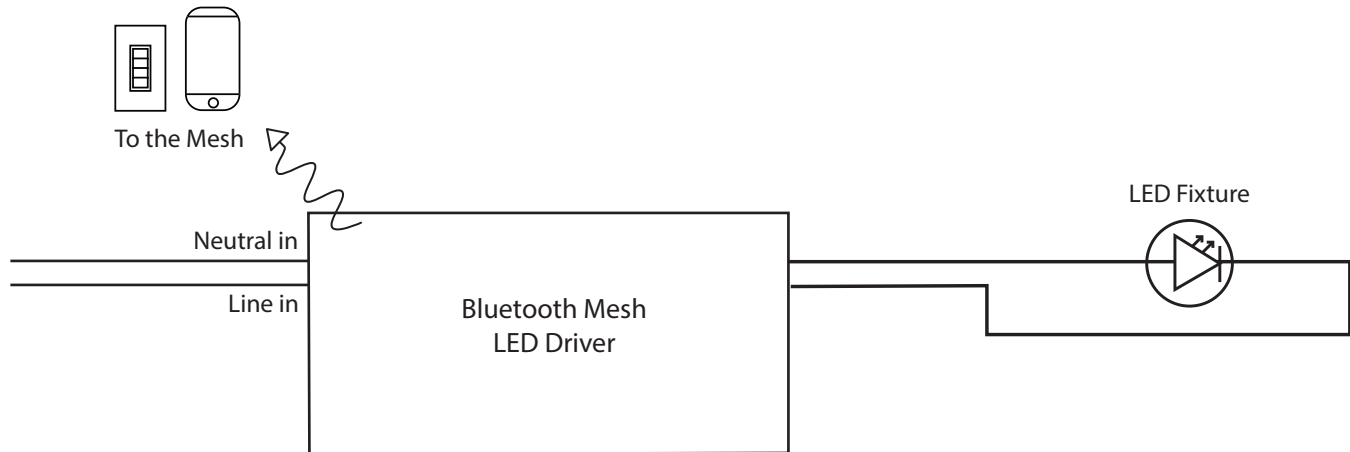 To the Mesh
LED Fixture
Neutral in
Line in
Bluetooth Mesh
LED Driver